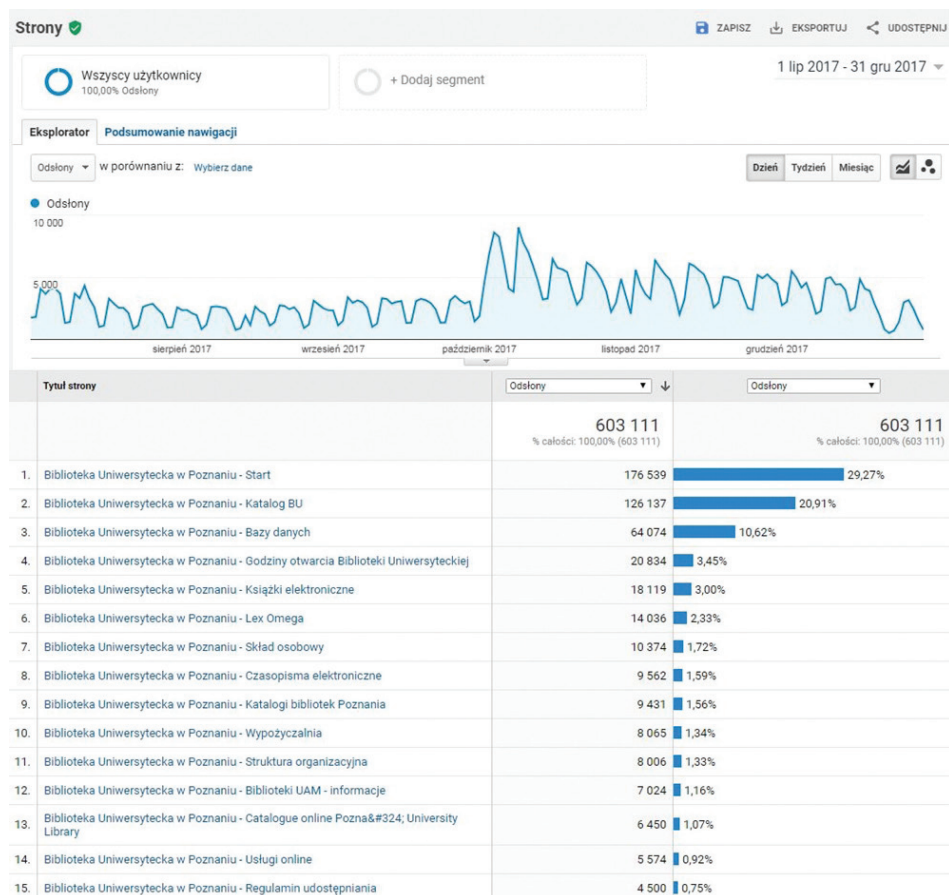 Strony
ZAPISZ EKSPORTUJ UDOSTĘPNIJ
Wszyscy użytkownicy
100,00% Odsłony
+ Dodaj segment
1 lip 2017 - 31 gru 2017
Eksplorator Podsumowanie nawigacji
Odsłony w porównaniu z: Wybierz dane
Dzień Tydzień Miesiąc
Odsłony
10 000
5 000
sierpień 2017 wrzesień 2017 październik 2017 listopad 2017 grudzień 2017
Tytuł strony Odsłony Odsłony
603 111 603 111
% całości: 100,00% (603 111) % całości: 100,00% (603 111)
1. Biblioteka Uniwersytecka w Poznaniu - Start 176 539 29,27%
2. Biblioteka Uniwersytecka w Poznaniu - Katalog BU 126 137 20,91%
3. Biblioteka Uniwersytecka w Poznaniu - Bazy danych 64 074 10,62%
4. Biblioteka Uniwersytecka w Poznaniu - Godziny otwarcia Biblioteki Uniwersyteckiej 20 834 3,45%
5. Biblioteka Uniwersytecka w Poznaniu - Książki elektroniczne 18 119 3,00%
6. Biblioteka Uniwersytecka w Poznaniu - Lex Omega 14 036 2,33%
7. Biblioteka Uniwersytecka w Poznaniu - Skład osobowy 10 374 1,72%
8. Biblioteka Uniwersytecka w Poznaniu - Czasopisma elektroniczne 9 562 1,59%
9. Biblioteka Uniwersytecka w Poznaniu - Katalogi bibliotek Poznania 9 431 1,56%
10. Biblioteka Uniwersytecka w Poznaniu - Wypożyczalnia 8 065 1,34%
11. Biblioteka Uniwersytecka w Poznaniu - Struktura organizacyjna 8 006 1,33%
12. Biblioteka Uniwersytecka w Poznaniu - Biblioteki UAM - informacje 7 024 1,16%
13. Biblioteka Uniwersytecka w Poznaniu - Catalogue online Pozna&#324; University
Library 6 450 1,07%
14. Biblioteka Uniwersytecka w Poznaniu - Usługi online 5 574 0,92%
15. Biblioteka Uniwersytecka w Poznaniu - Regulamin udostępniania 4 500 0,75%